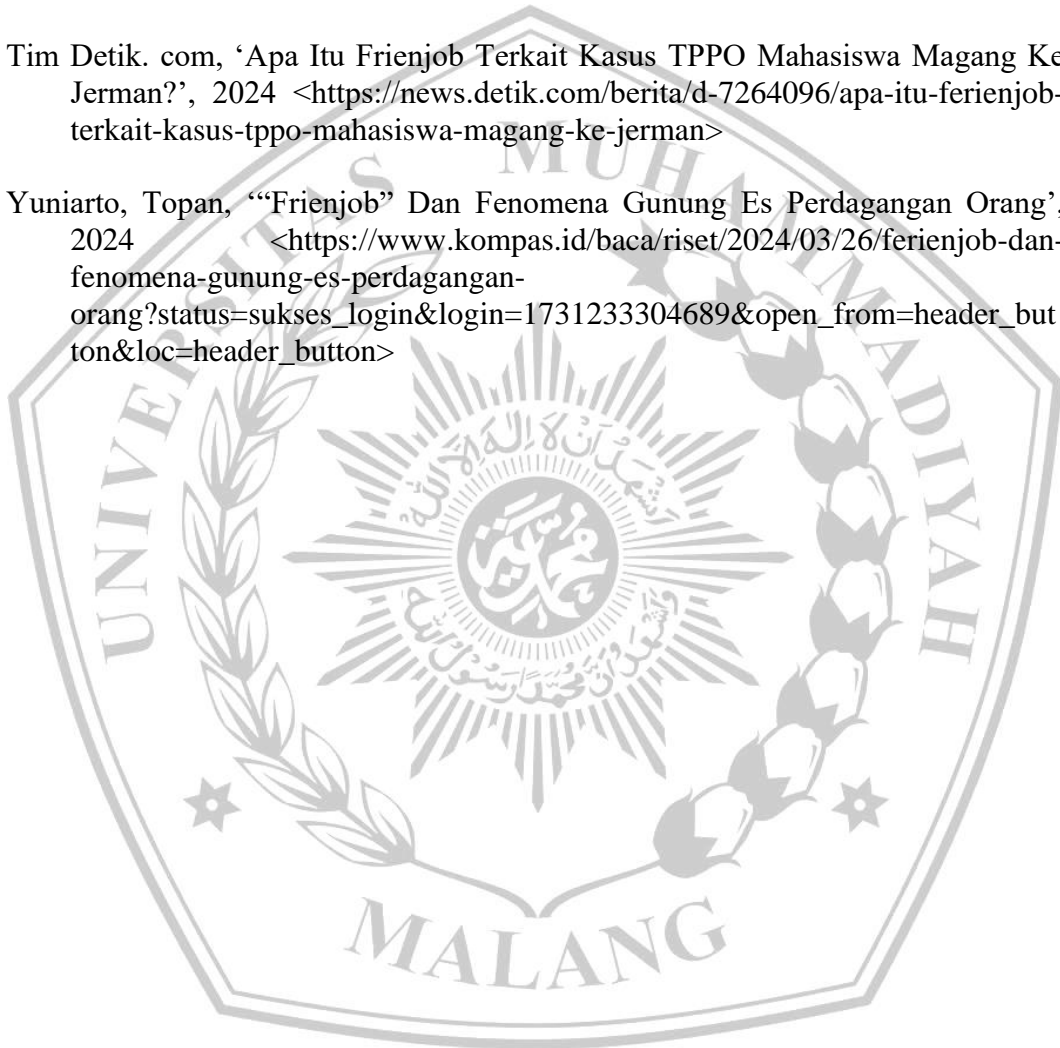 Tim Detik. com, ‘Apa Itu Frienjob Terkait Kasus TPPO Mahasiswa Magang Ke
Jerman?’, 2024 <https://news.detik.com/berita/d-7264096/apa-itu-ferienjob-
terkait-kasus-tppo-mahasiswa-magang-ke-jerman>
Yuniarto, Topan, ‘“Frienjob” Dan Fenomena Gunung Es Perdagangan Orang’,
2024 <https://www.kompas.id/baca/riset/2024/03/26/ferienjob-dan-
fenomena-gunung-es-perdagangan-
orang?status=sukses_login&login=1731233304689&open_from=header_but
ton&loc=header_button>
UNIVERSITAS MUHAMMADIYAH
MALANG